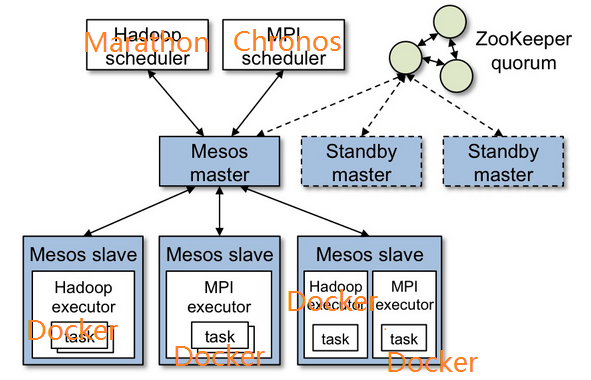 Hadoop
scheduler
Marathon
MPI
scheduler
Chronos
ZooKeeper
quorum
Mesos
master
Standby
master
Standby
master
Mesos slave
Hadoop
executor
task
Docker
Mesos slave
MPI
executor
task
Docker
Mesos slave
Hadoop
executor
Docker
task
MPI
executor
task
Docker